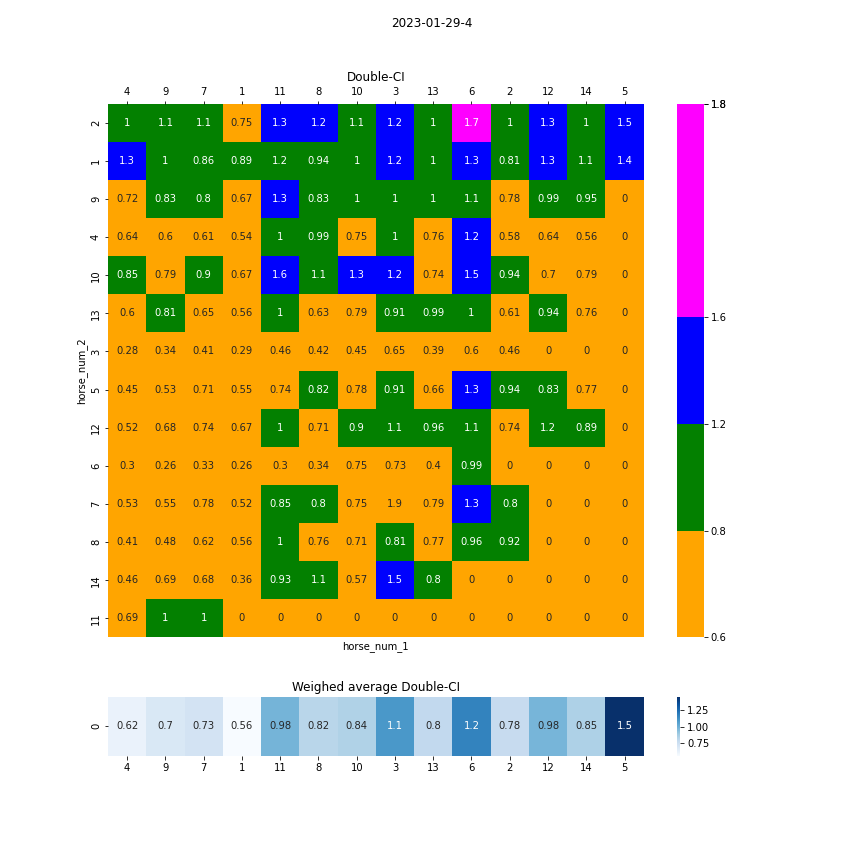 2023-01-29-4
Double-CI
4 9 7 1 11 8 10 3 13 6 2 12 14 5
2 1 1.1 1.1 0.75 1.3 1.2 1.1 1.2 1 1.7 1 1.3 1 1.5
1 1.3 1 0.86 0.89 1.2 0.94 1 1.2 1 1.3 0.81 1.3 1.1 1.4
9 0.72 0.83 0.8 0.67 1.3 0.83 1 1 1 1.1 0.78 0.99 0.95 0
4 0.64 0.6 0.61 0.54 1 0.99 0.75 1 0.76 1.2 0.58 0.64 0.56 0
10 0.85 0.79 0.9 0.67 1.6 1.1 1.3 1.2 0.74 1.5 0.94 0.7 0.79 0
13 0.6 0.81 0.65 0.56 1 0.63 0.79 0.91 0.99 1 0.61 0.94 0.76 0
3 0.28 0.34 0.41 0.29 0.46 0.42 0.45 0.65 0.39 0.6 0.46 0 0 0
5 0.45 0.53 0.71 0.55 0.74 0.82 0.78 0.91 0.66 1.3 0.94 0.83 0.77 0
12 0.52 0.68 0.74 0.67 1 0.71 0.9 1.1 0.96 1.1 0.74 1.2 0.89 0
6 0.3 0.26 0.33 0.26 0.3 0.34 0.75 0.73 0.4 0.99 0 0 0 0
7 0.53 0.55 0.78 0.52 0.85 0.8 0.75 1.9 0.79 1.3 0.8 0 0 0
8 0.41 0.48 0.62 0.56 1 0.76 0.71 0.81 0.77 0.96 0.92 0 0 0
14 0.46 0.69 0.68 0.36 0.93 1.1 0.57 1.5 0.8 0 0 0 0 0
11 0.69 1 1 0 0 0 0 0 0 0 0 0 0 0
horse_num_2
horse_num_1
1.8
1.6
1.2
0.8
0.6
Weighed average Double-CI
0 0.62 0.7 0.73 0.56 0.98 0.82 0.84 1.1 0.8 1.2 0.78 0.98 0.85 1.5
4 9 7 1 11 8 10 3 13 6 2 12 14 5
1.25
1.00
0.75